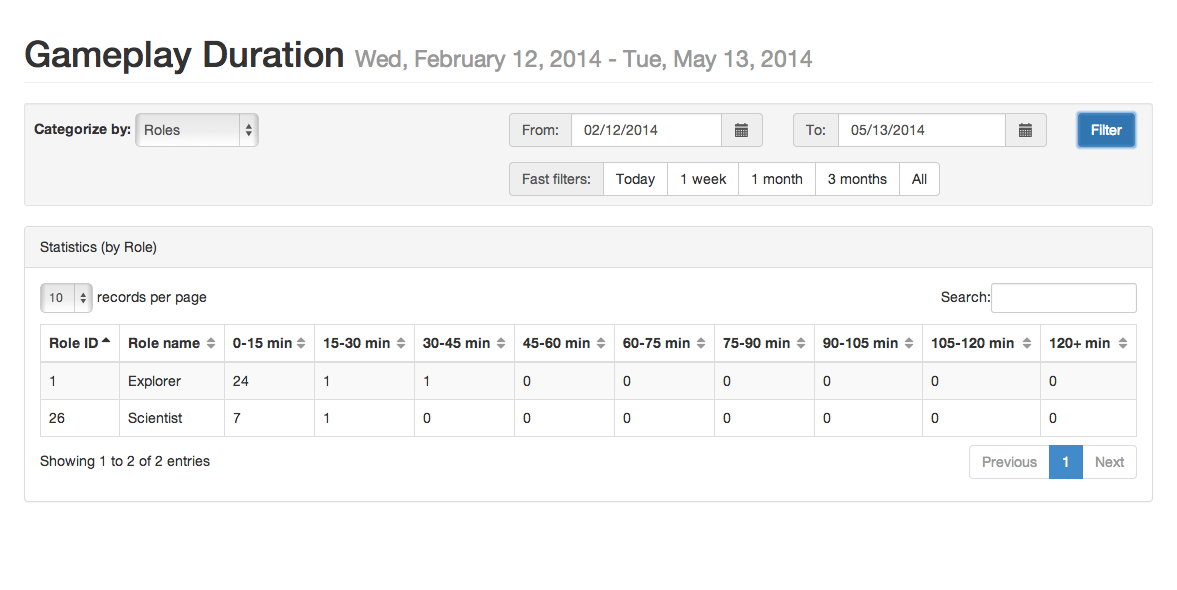 Gameplay Duration Wed, February 12, 2014 - Tue, May 13, 2014
Categorize by: Roles From: 02/12/2014 To: 05/13/2014 Filter
Fast filters: Today 1 week 1 month 3 months All
Statistics (by Role)
10 records per page Search:
Role ID Role name 0-15 min 15-30 min 30-45 min 45-60 min 60-75 min 75-90 min 90-105 min 105-120 min 120+ min
1 Explorer 24 1 1 0 0 0 0 0 0
26 Scientist 7 1 0 0 0 0 0 0 0
Showing 1 to 2 of 2 entries Previous 1 Next